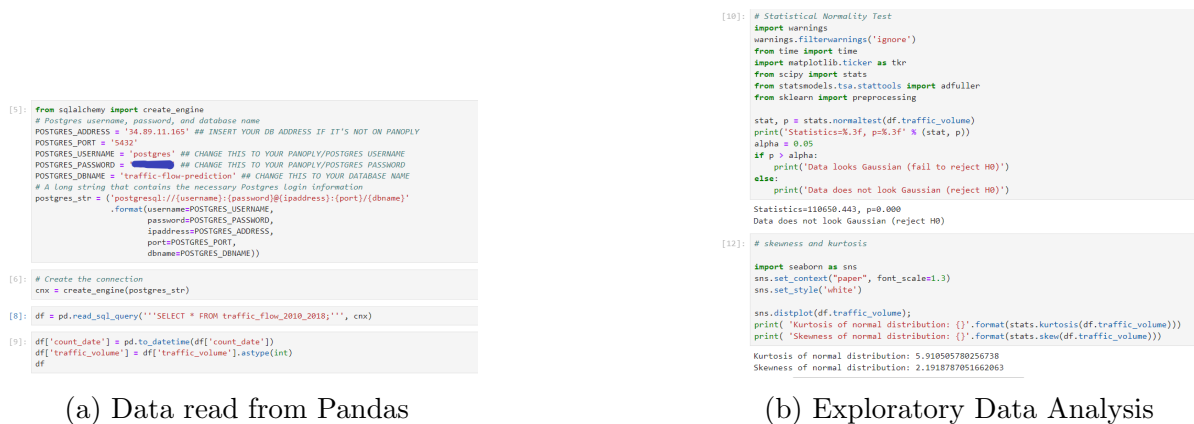 [5]: from sqlalchemy import create_engine
# Postgres username, password, and database name
POSTGRES_ADDRESS = '34.89.11.165' ## INSERT YOUR DB ADDRESS IF IT'S NOT ON PANOPLY
POSTGRES_PORT = '5432'
POSTGRES_USERNAME = 'postgres' ## CHANGE THIS TO YOUR PANOPLY/POSTGRES USERNAME
POSTGRES_PASSWORD = ' ## CHANGE THIS TO YOUR PANOPLY/POSTGRES PASSWORD
POSTGRES_DBNAME = 'traffic-flow-prediction' ## CHANGE THIS TO YOUR DATABASE NAME
# A long string that contains the necessary Postgres Login information
postgres_str = ('postgresql://{username}:{password}@{ipaddress}:{port}/{dbname}'
.format(username=POSTGRES_USERNAME,
password=POSTGRES_PASSWORD,
ipaddress=POSTGRES_ADDRESS,
port=POSTGRES_PORT,
dbname=POSTGRES_DBNAME))
[6]: # Create the connection
cnx = create_engine(postgres_str)
[8]: df = pd.read_sql_query('''SELECT * FROM traffic_flow_2010_2018;''', cnx)
[9]: df['count_date'] = pd.to_datetime(df['count_date'])
df['traffic_volume'] = df['traffic_volume'].astype(int)
df
(a) Data read from Pandas
[10]: # Statistical Normality Test
import warnings
warnings.filterwarnings('ignore')
from time import time
import matplotlib.ticker as tkr
from scipy import stats
from statsmodels.tsa.stattools import adfuller
from sklearn import preprocessing
stat, p = stats.normaltest(df.traffic_volume)
print('Statistics=%.3f, p=%.3f' % (stat, p))
alpha = 0.05
if p > alpha:
print('Data looks Gaussian (fail to reject H0)')
else:
print('Data does not look Gaussian (reject H0)')
Statistics=110650.443, p=0.000
Data does not look Gaussian (reject H0)
[12]: # skewness and kurtosis
import seaborn as sns
sns.set_context("paper", font_scale=1.3)
sns.set_style('white')
sns.distplot(df.traffic_volume);
print( 'Kurtosis of normal distribution: {}'.format(stats.kurtosis(df.traffic_volume)))
print( 'Skewness of normal distribution: {}'.format(stats.skew(df.traffic_volume)))
Kurtosis of normal distribution: 5.910505780256738
Skewness of normal distribution: 2.1918787051662063
(b) Exploratory Data Analysis